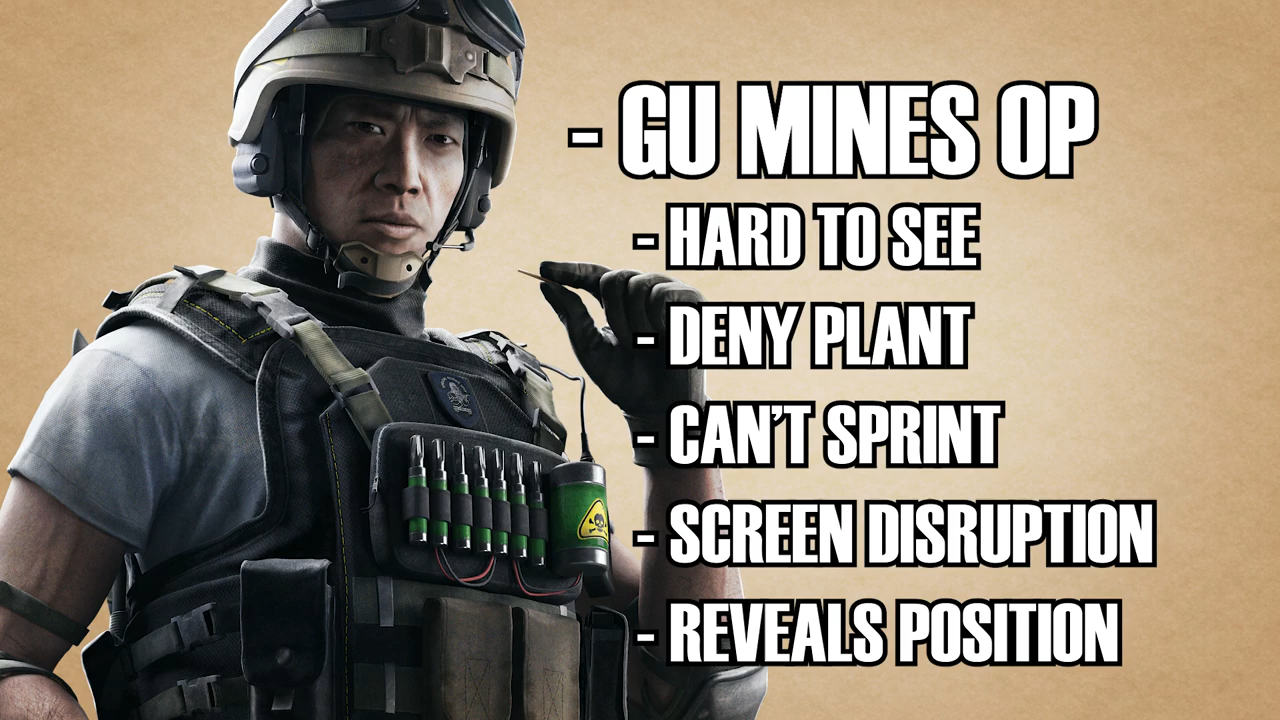 - GU MINES OP
- HARD TO SEE
- DENY PLANT
- CAN'T SPRINT
- SCREEN DISRUPTION
- REVEALS POSITION